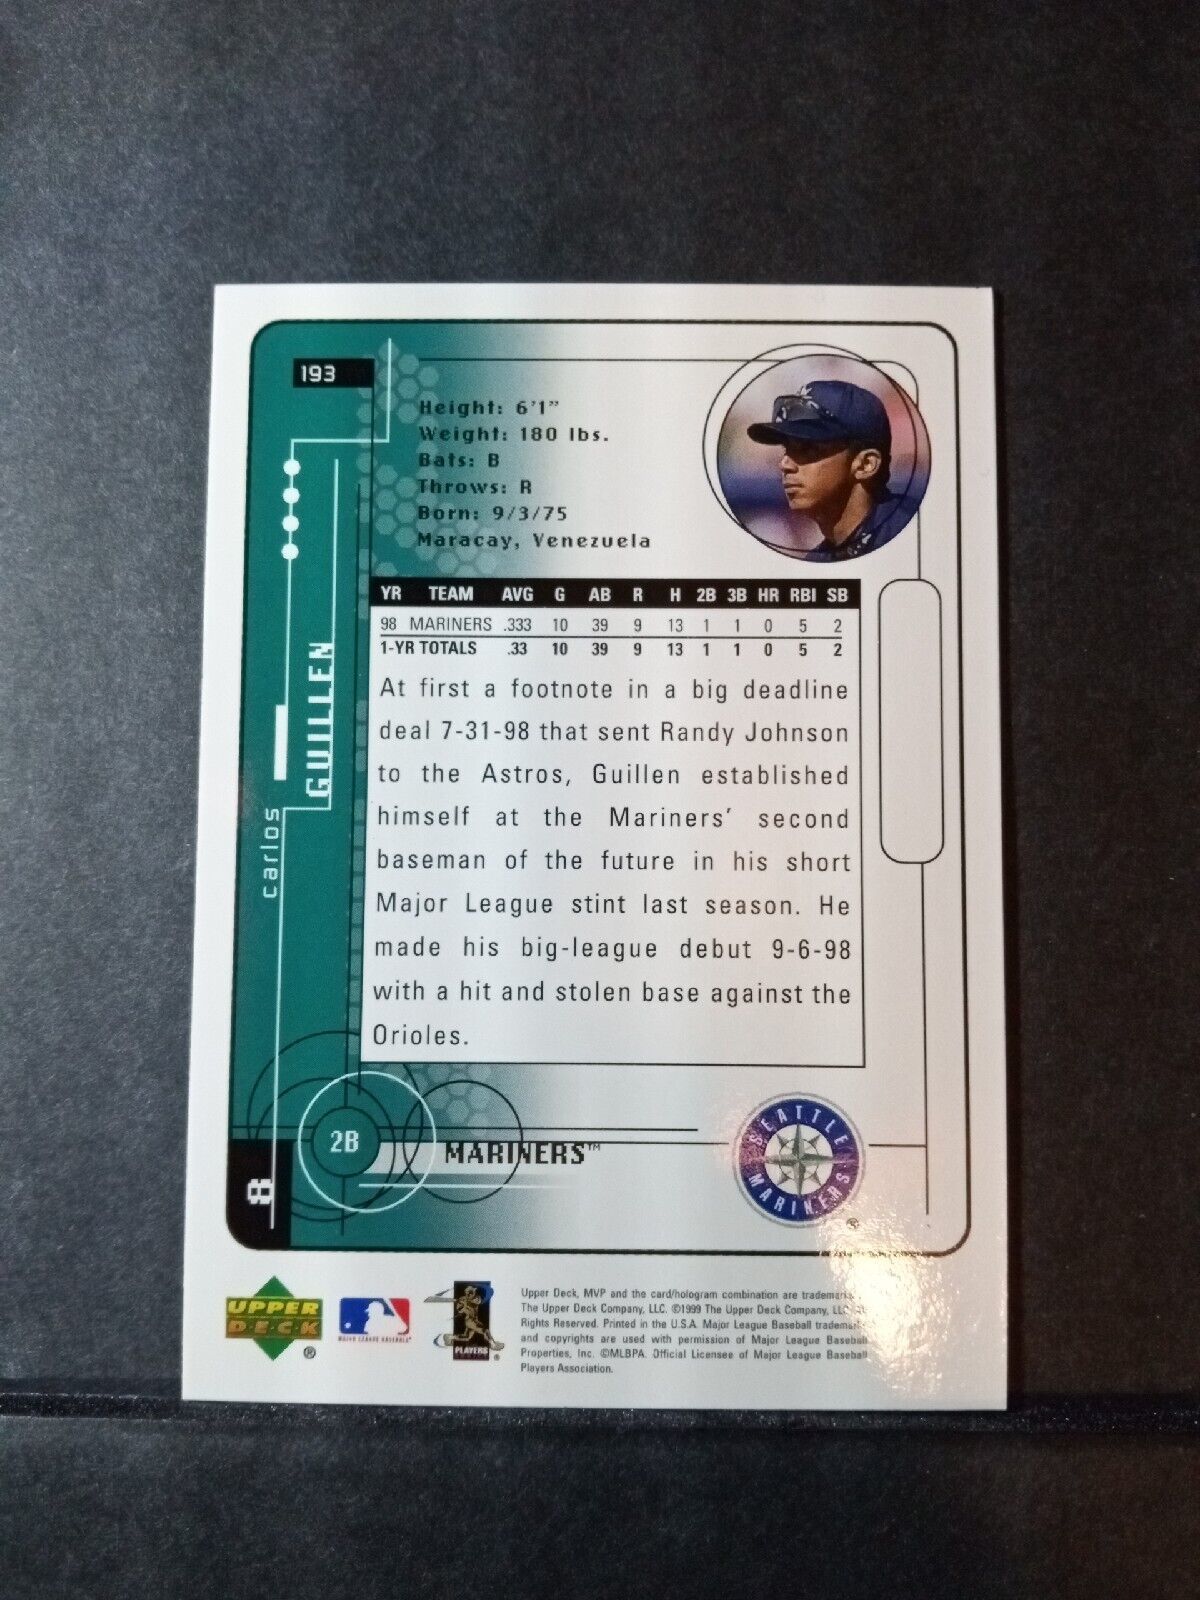 193
Height: 6'1"
Weight: 180 lbs.
Bats: B
Throws: R
Born: 9/3/75
Maracay, Venezuela
carlos
GUILLEN
YR TEAM AVG G AB R H 2B 3B HR RBI SB
98 MARINERS .333 10 39 9 13 1 1 0 5 2
1-YR TOTALS .33 10 39 9 13 1 1 0 5 2
At first a footnote in a big deadline
deal 7-31-98 that sent Randy Johnson
to the Astros, Guillen established
himself at the Mariners' second
baseman of the future in his short
Major League stint last season. He
made his big-league debut 9-6-98
with a hit and stolen base against the
Orioles.
2B
MARINERS™
8
SEATTLE
MARINERS
®
UPPER
DECK
®
MAJOR LEAGUE BASEBALL
PLAYERS
CHOICE
®
Upper Deck, MVP and the card/hologram combination are
The Upper Deck Company, LLC. ©1999 The Upper Deck Company,
Rights Reserved. Printed in the U.S.A. Major League Baseball
and copyrights are used with permission of Major League Baseball
Properties, Inc. ©MLBPA. Official Licensee of Major League Baseball
Players Association.